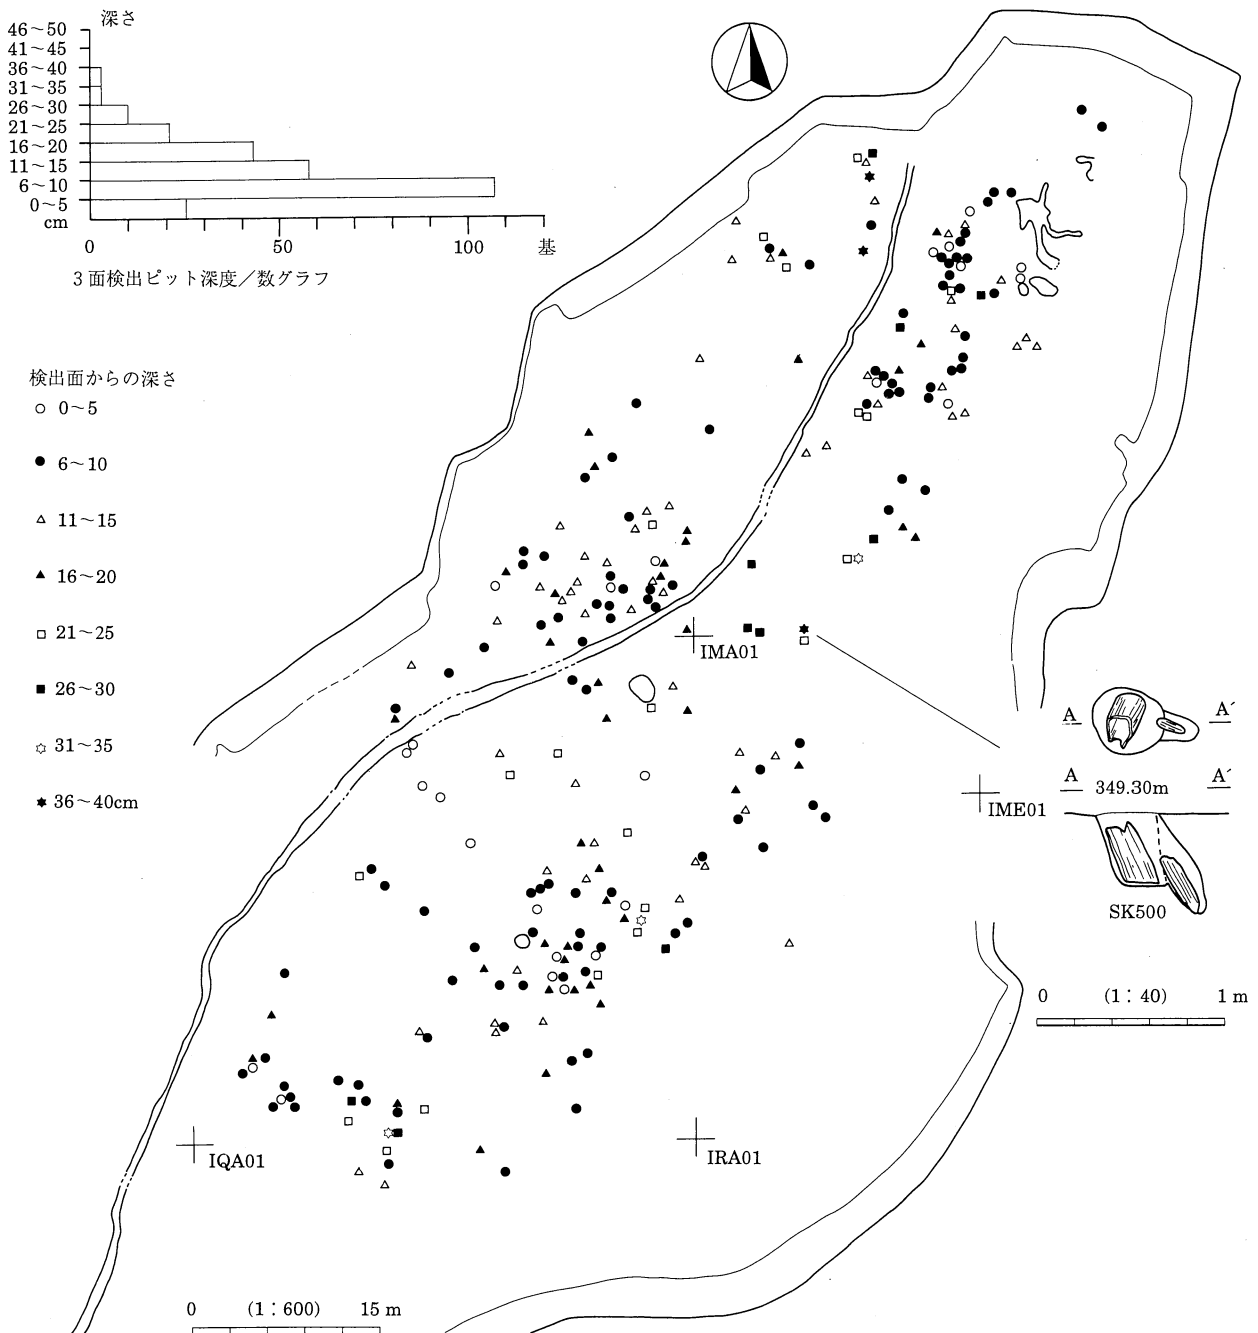 深さ
46～50
41～45
36～40
31～35
26～30
21～25
16～20
11～15
6～10
0～5
cm
0 50 100 基
3面検出ピット深度／数グラフ
検出面からの深さ
○ 0～5
● 6～10
△ 11～15
▲ 16～20
□ 21～25
■ 26～30
✡ 31～35
✶ 36～40cm
IMA01
IME01
A A´
A 349.30m A´
SK500
0 (1：40) 1 m
IQA01
IRA01
0 (1：600) 15 m